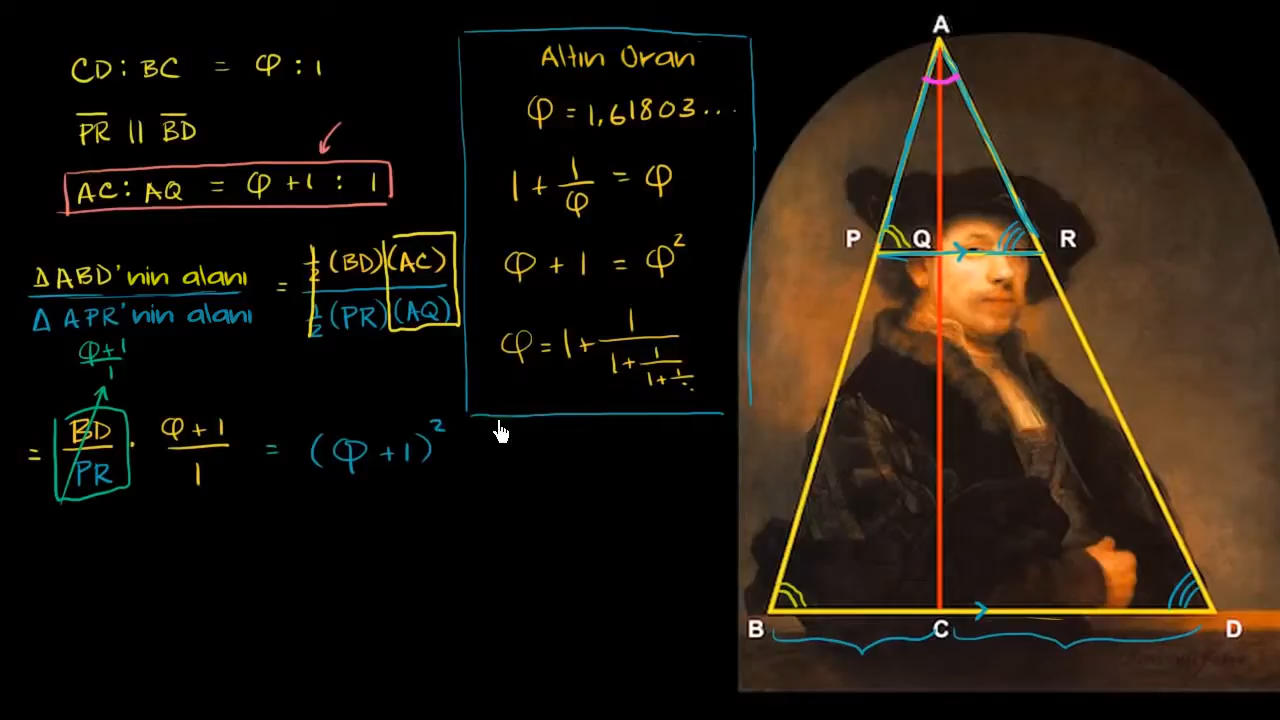 CD : BC = φ : 1
PR || BD
AC : AQ = φ + 1 : 1
ΔABD'nin alanı / Δ APR'nin alanı = ½ (BD)(AC) / ½ (PR)(AQ)
φ+1 / 1
= BD / PR · φ + 1 / 1 = (φ + 1)²
Altın Oran
φ = 1,61803...
1 + 1/φ = φ
φ + 1 = φ²
φ = 1 + 1 / 1 + 1 / 1 + 1 / ⋱
A
P Q R
B C D